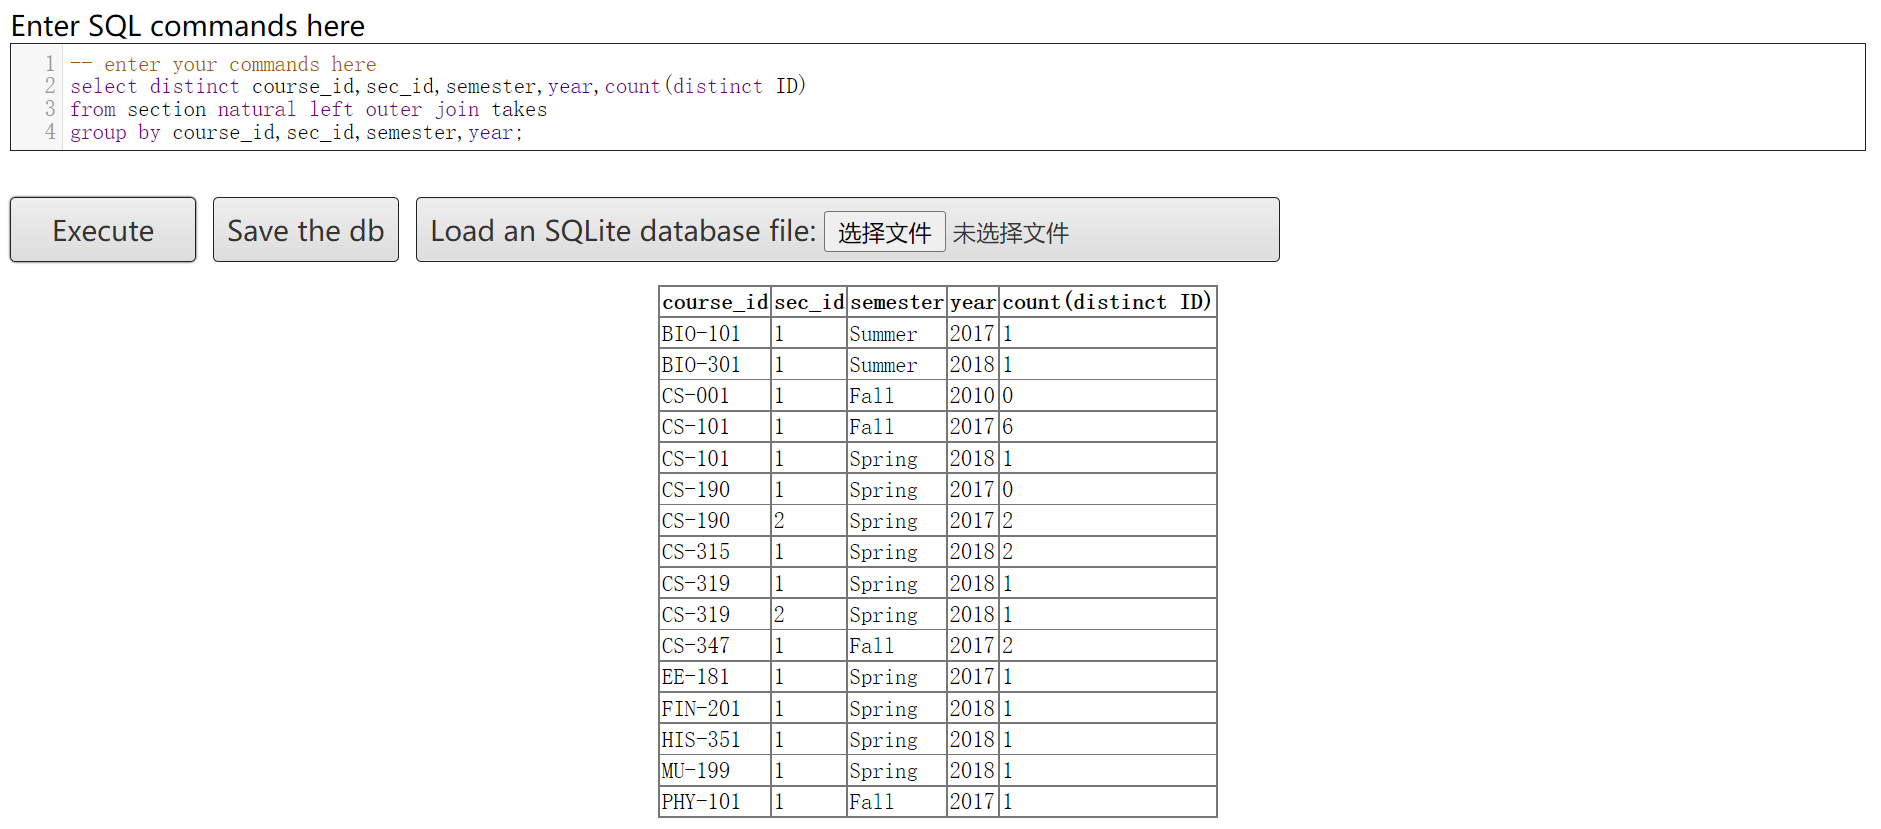 Enter SQL commands here
1 -- enter your commands here
2 select distinct course_id,sec_id,semester,year,count(distinct ID)
3 from section natural left outer join takes
4 group by course_id,sec_id,semester,year;
Execute Save the db Load an SQLite database file: 选择文件 未选择文件
course_id sec_id semester year count(distinct ID)
BIO-101 1 Summer 2017 1
BIO-301 1 Summer 2018 1
CS-001 1 Fall 2010 0
CS-101 1 Fall 2017 6
CS-101 1 Spring 2018 1
CS-190 1 Spring 2017 0
CS-190 2 Spring 2017 2
CS-315 1 Spring 2018 2
CS-319 1 Spring 2018 1
CS-319 2 Spring 2018 1
CS-347 1 Fall 2017 2
EE-181 1 Spring 2017 1
FIN-201 1 Spring 2018 1
HIS-351 1 Spring 2018 1
MU-199 1 Spring 2018 1
PHY-101 1 Fall 2017 1